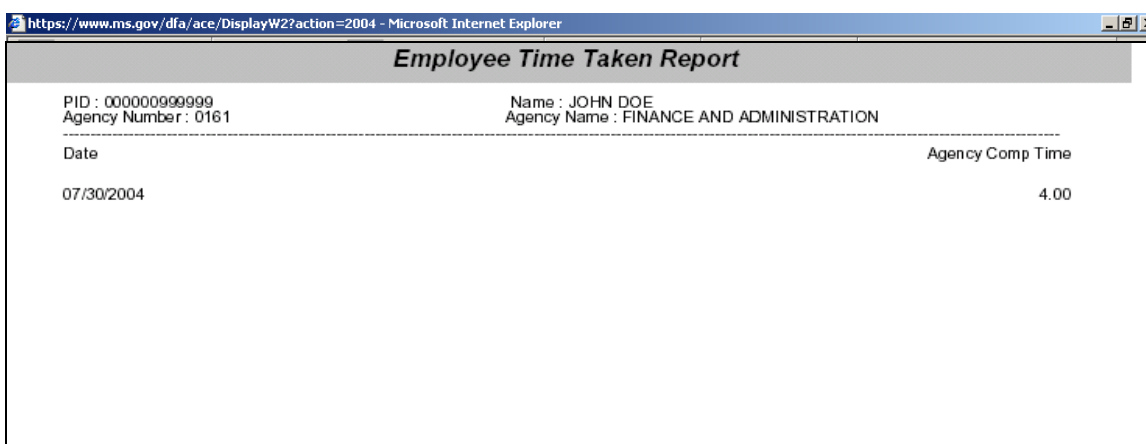 https://www.ms.gov/dfa/ace/DisplayW2?action=2004 - Microsoft Internet Explorer
Employee Time Taken Report
PID : 000000999999 Name : JOHN DOE
Agency Number : 0161 Agency Name : FINANCE AND ADMINISTRATION
Date Agency Comp Time
07/30/2004 4.00